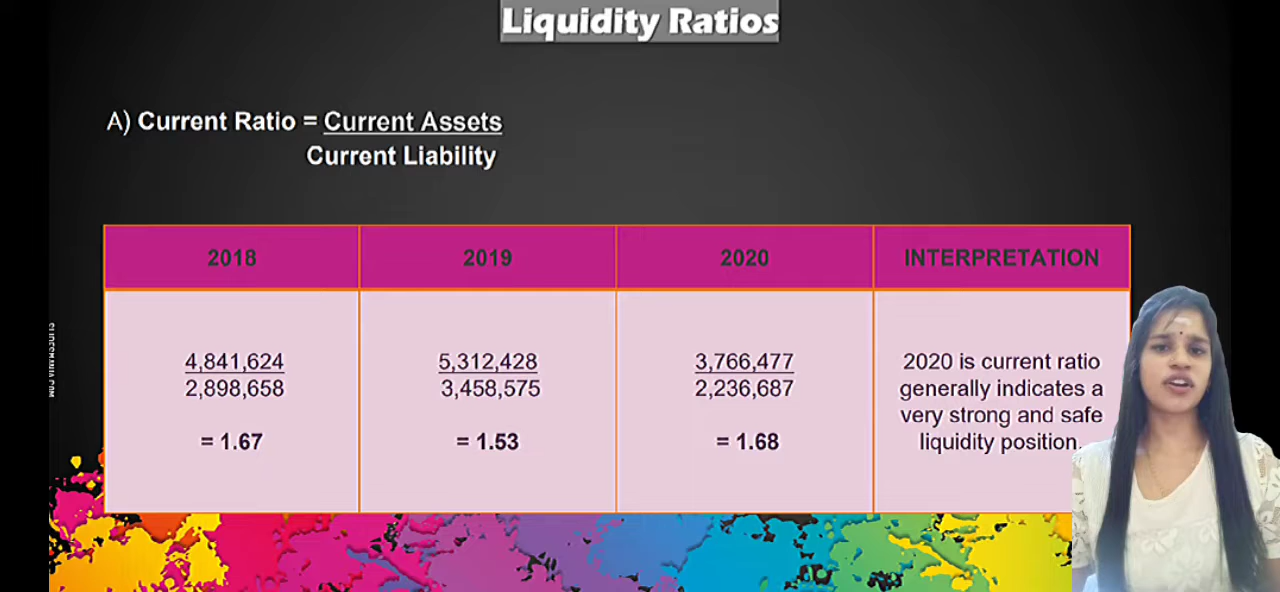 Liquidity Ratios
A) Current Ratio = Current Assets
Current Liability
2018 2019 2020 INTERPRETATION
4,841,624 5,312,428 3,766,477 2020 is current ratio
2,898,658 3,458,575 2,236,687 generally indicates a
very strong and safe
= 1.67 = 1.53 = 1.68 liquidity position.